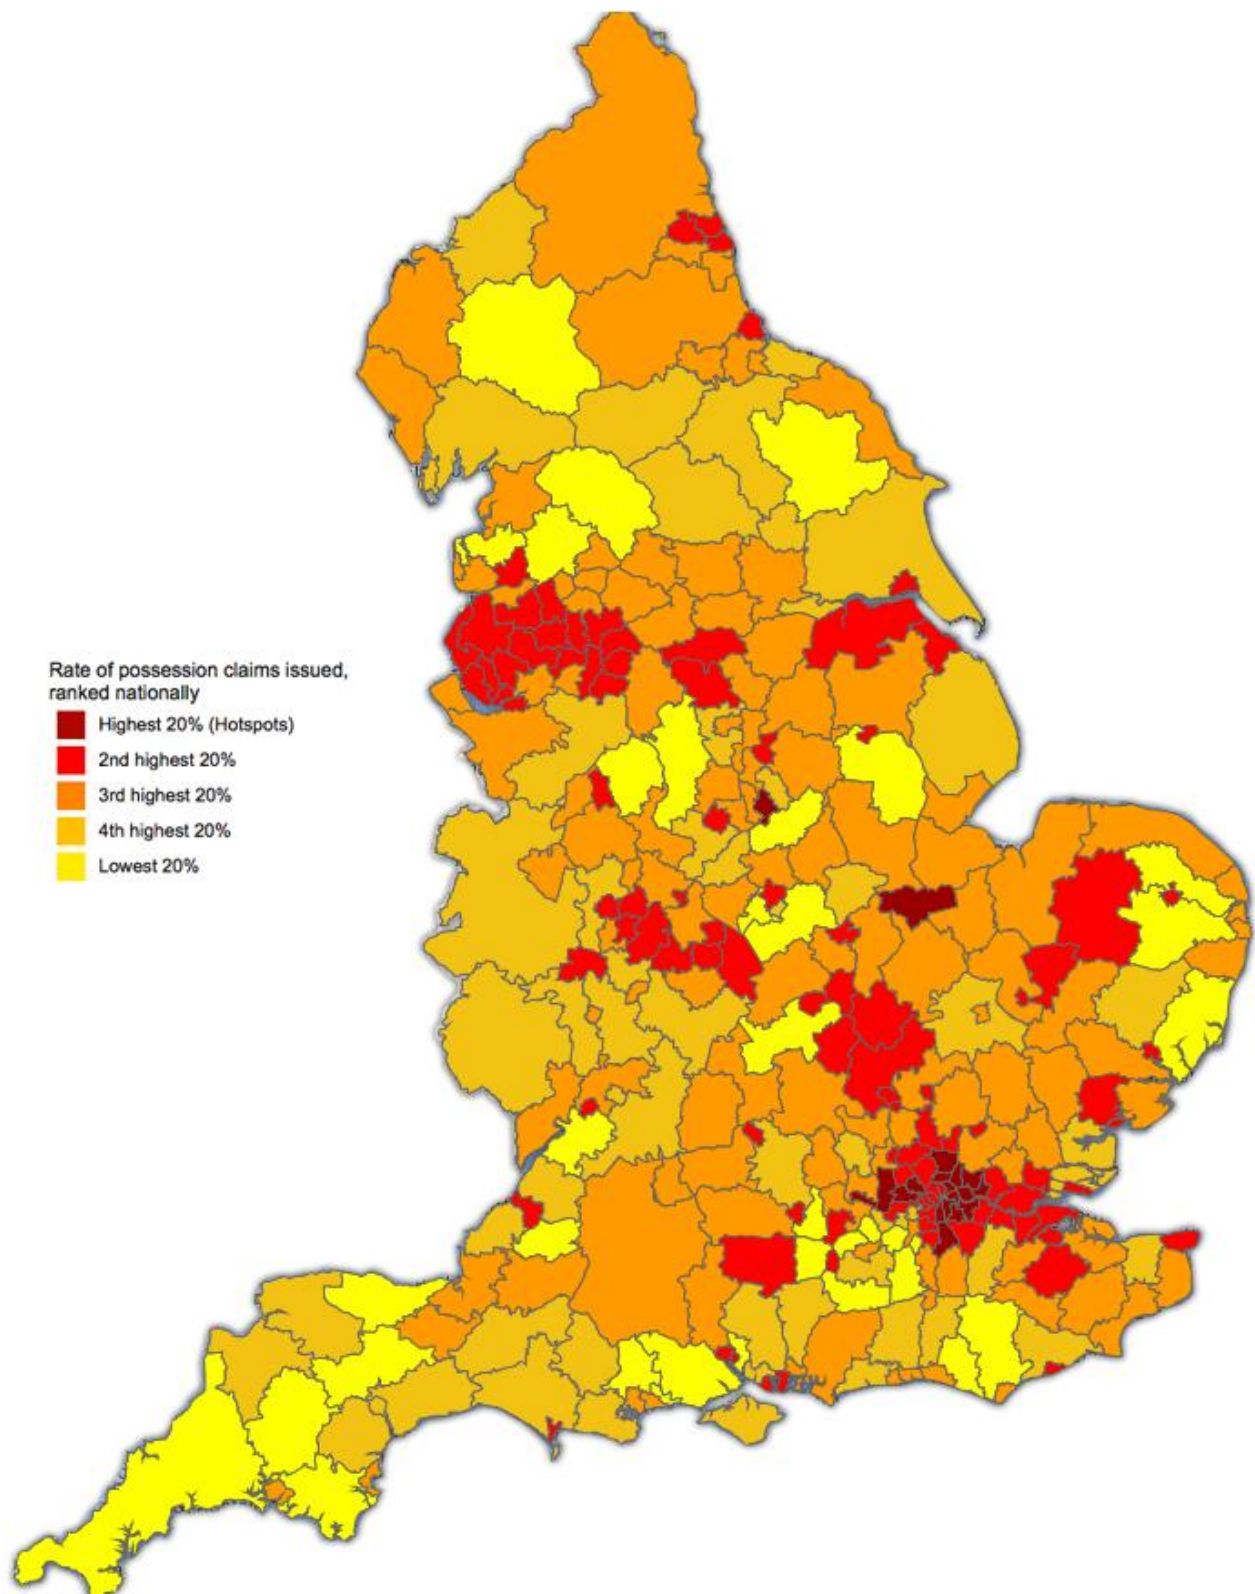 Rate of possession claims issued,
ranked nationally
Highest 20% (Hotspots)
2nd highest 20%
3rd highest 20%
4th highest 20%
Lowest 20%